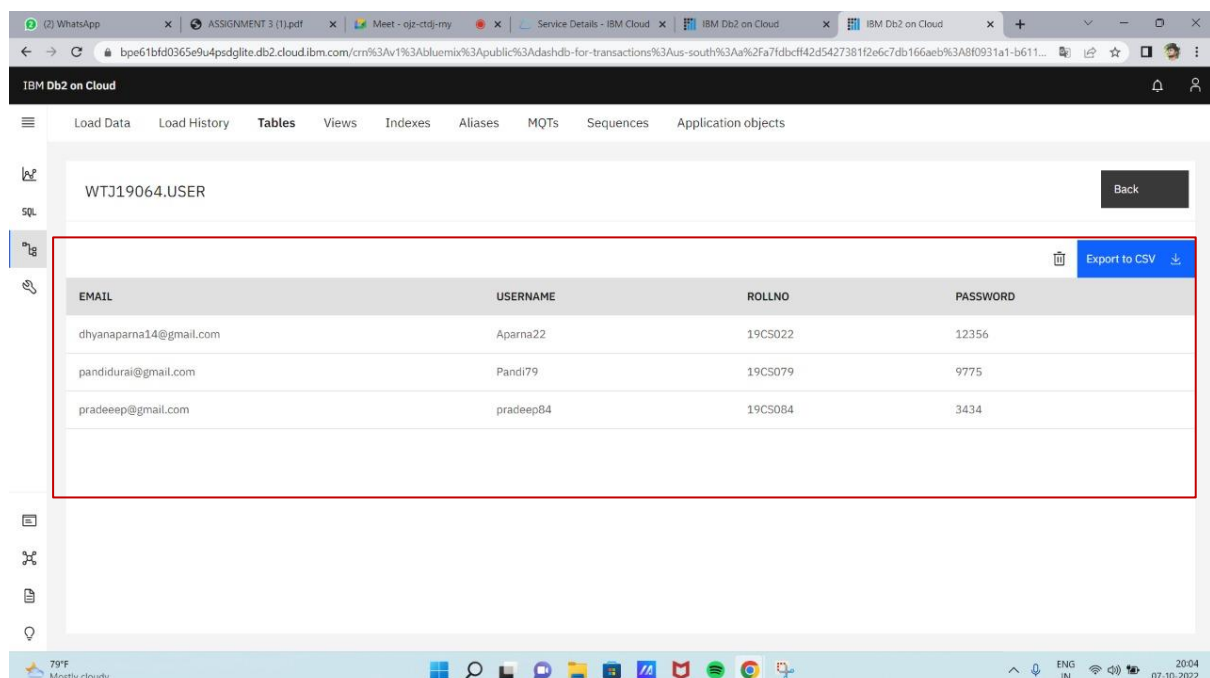 (2) WhatsApp ASSIGNMENT 3 (1).pdf Meet - ojz-ctdj-rny Service Details - IBM Cloud IBM Db2 on Cloud IBM Db2 on Cloud
bpe61bfd0365e9u4psdglite.db2.cloud.ibm.com/crn%3Av1%3Abluemix%3Apublic%3Adashdb-for-transactions%3Aus-south%3Aa%2Fa7fdbcff42d5427381f2e6c7db166aeb%3A8f0931a1-b611...
IBM Db2 on Cloud
Load Data Load History Tables Views Indexes Aliases MQTs Sequences Application objects
WTJ19064.USER Back
SQL
Export to CSV
EMAIL USERNAME ROLLNO PASSWORD
dhyanaparna14@gmail.com Aparna22 19CS022 12356
pandidurai@gmail.com Pandi79 19CS079 9775
pradeeep@gmail.com pradeep84 19CS084 3434
79°F ENG 20:04
Mostly cloudy IN 07-10-2022